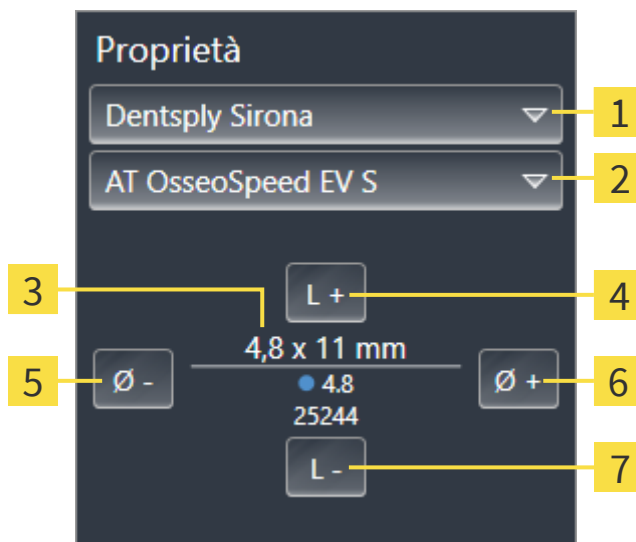 Proprietà
Dentsply Sirona
1
AT OsseoSpeed EV S
2
3
L +
4
4,8 x 11 mm
5
Ø -
4.8
Ø +
6
25244
L -
7